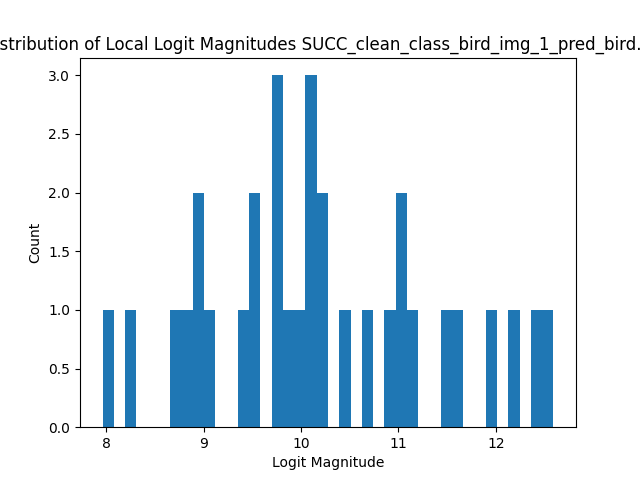 stribution of Local Logit Magnitudes SUCC_clean_class_bird_img_1_pred_bird.
3.0
2.5
2.0
1.5
1.0
0.5
0.0
Count
8 9 10 11 12
Logit Magnitude